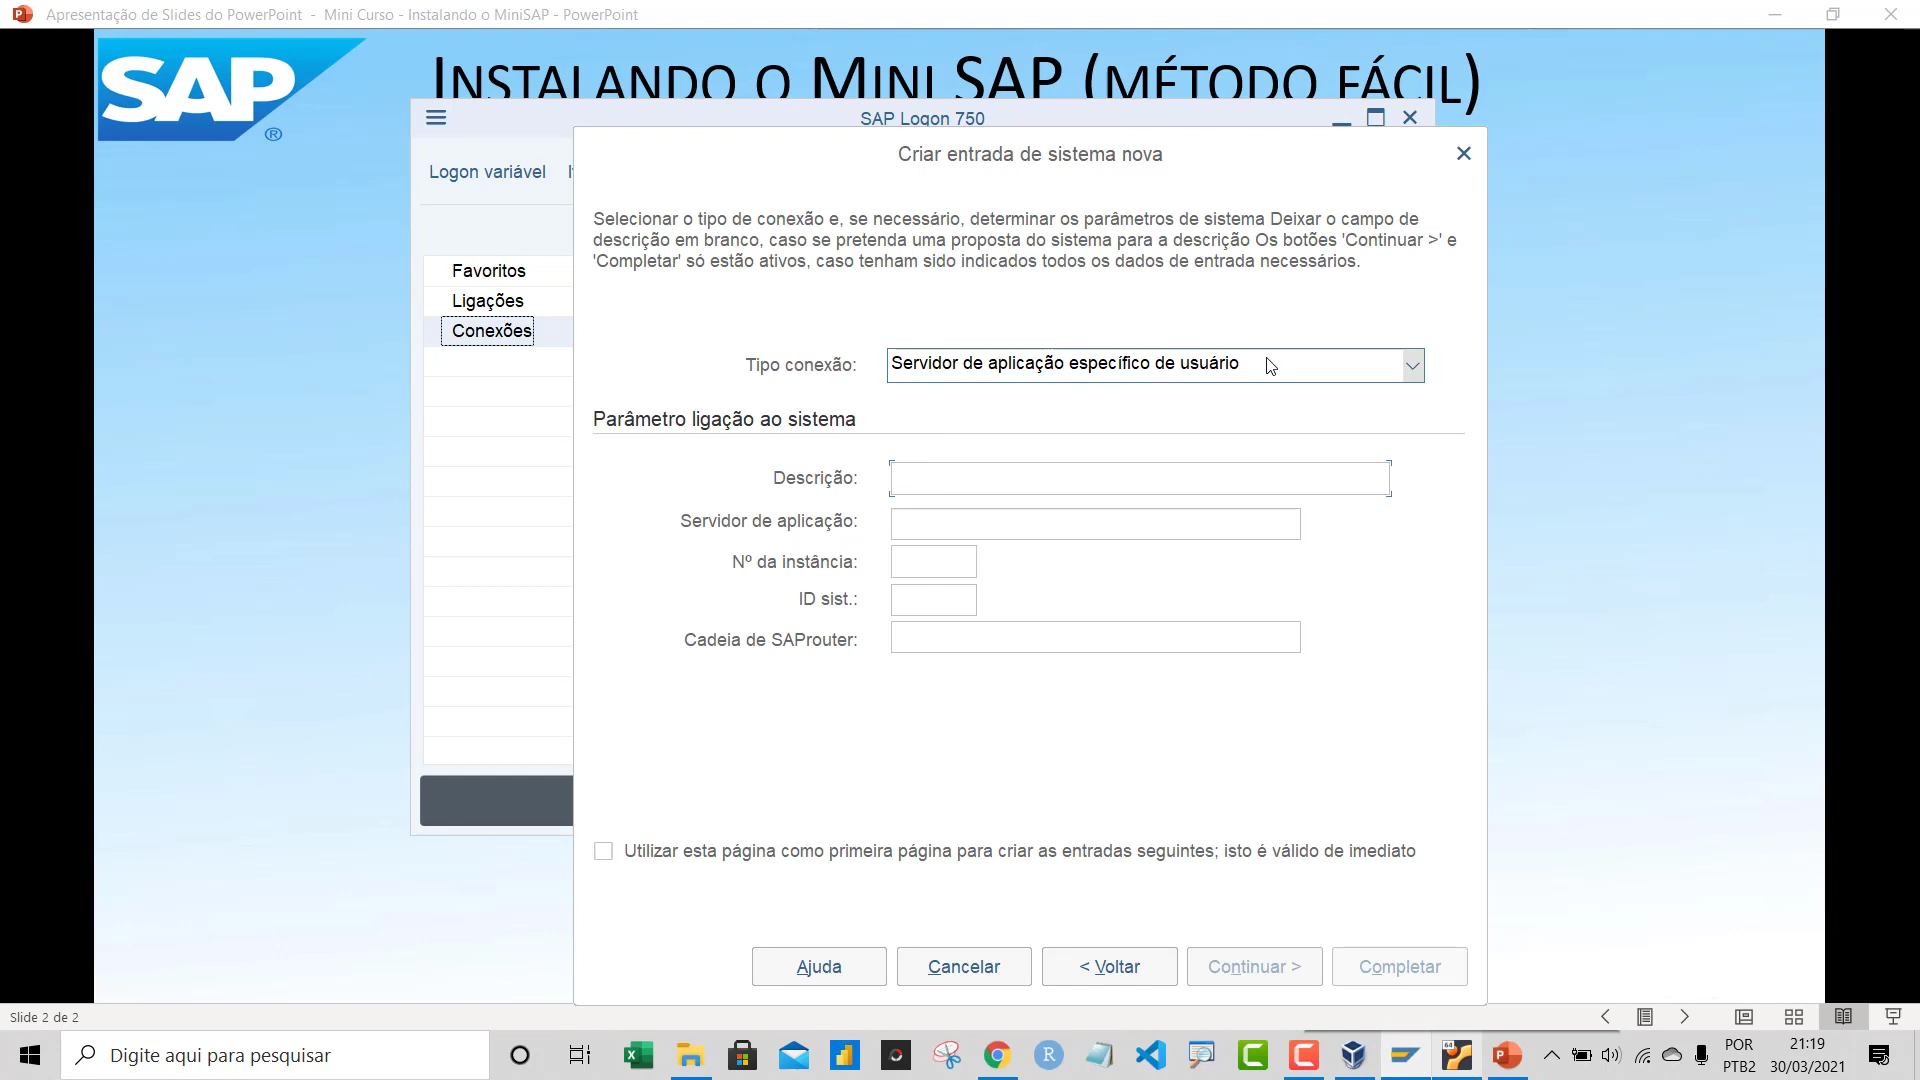 Apresentação de Slides do PowerPoint - Mini Curso - Instalando o MiniSAP - PowerPoint
SAP ®
INSTALANDO O MINI SAP (MÉTODO FÁCIL)
SAP Logon 750
Criar entrada de sistema nova
Logon variável
Selecionar o tipo de conexão e, se necessário, determinar os parâmetros de sistema Deixar o campo de
descrição em branco, caso se pretenda uma proposta do sistema para a descrição Os botões 'Continuar >' e
'Completar' só estão ativos, caso tenham sido indicados todos os dados de entrada necessários.
Favoritos
Ligações
Conexões
Tipo conexão: Servidor de aplicação específico de usuário
Parâmetro ligação ao sistema
Descrição:
Servidor de aplicação:
Nº da instância:
ID sist.:
Cadeia de SAProuter:
Utilizar esta página como primeira página para criar as entradas seguintes; isto é válido de imediato
Ajuda Cancelar < Voltar Continuar > Completar
Slide 2 de 2
Digite aqui para pesquisar
POR
PTB2
21:19
30/03/2021